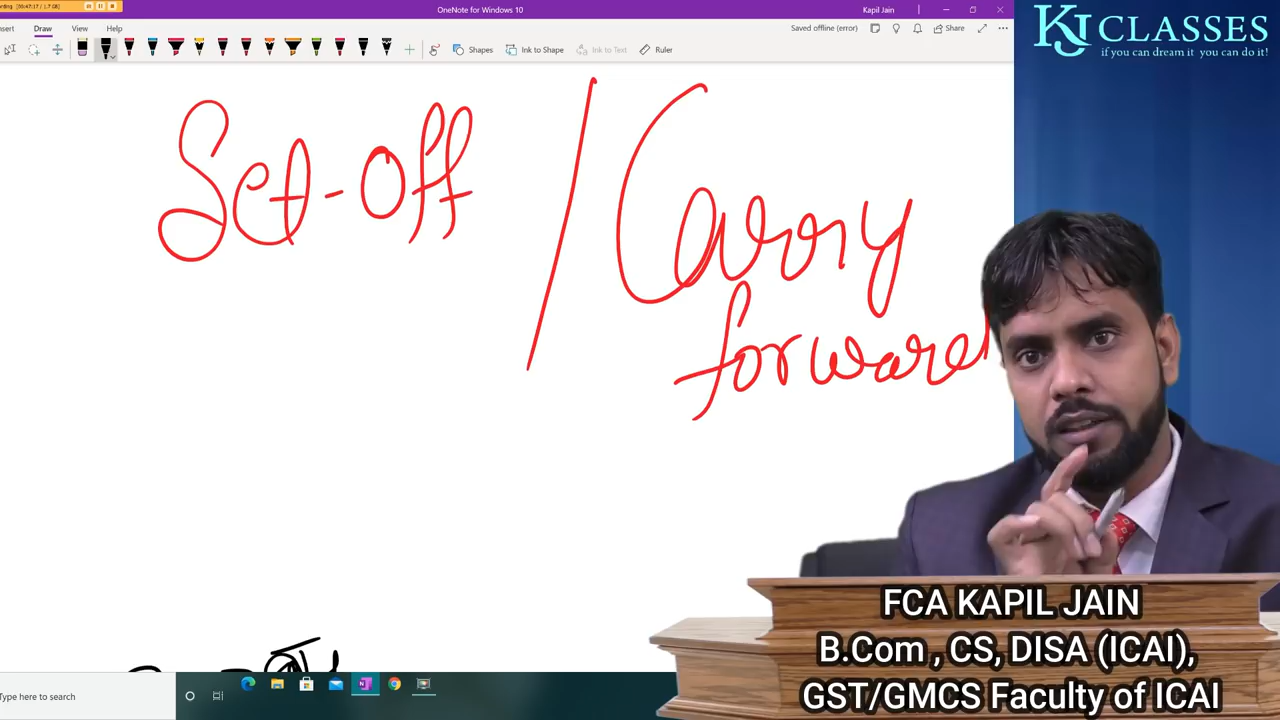 OneNote for Windows 10
Kapil Jain
Draw View Help
Saved offline (error)
Share
Shapes
Ink to Shape
Ink to Text
Ruler
KJ CLASSES
if you can dream it you can do it!
Set-Off / Carry
forward
Type here to search
FCA KAPIL JAIN
B.Com , CS, DISA (ICAI),
GST/GMCS Faculty of ICAI